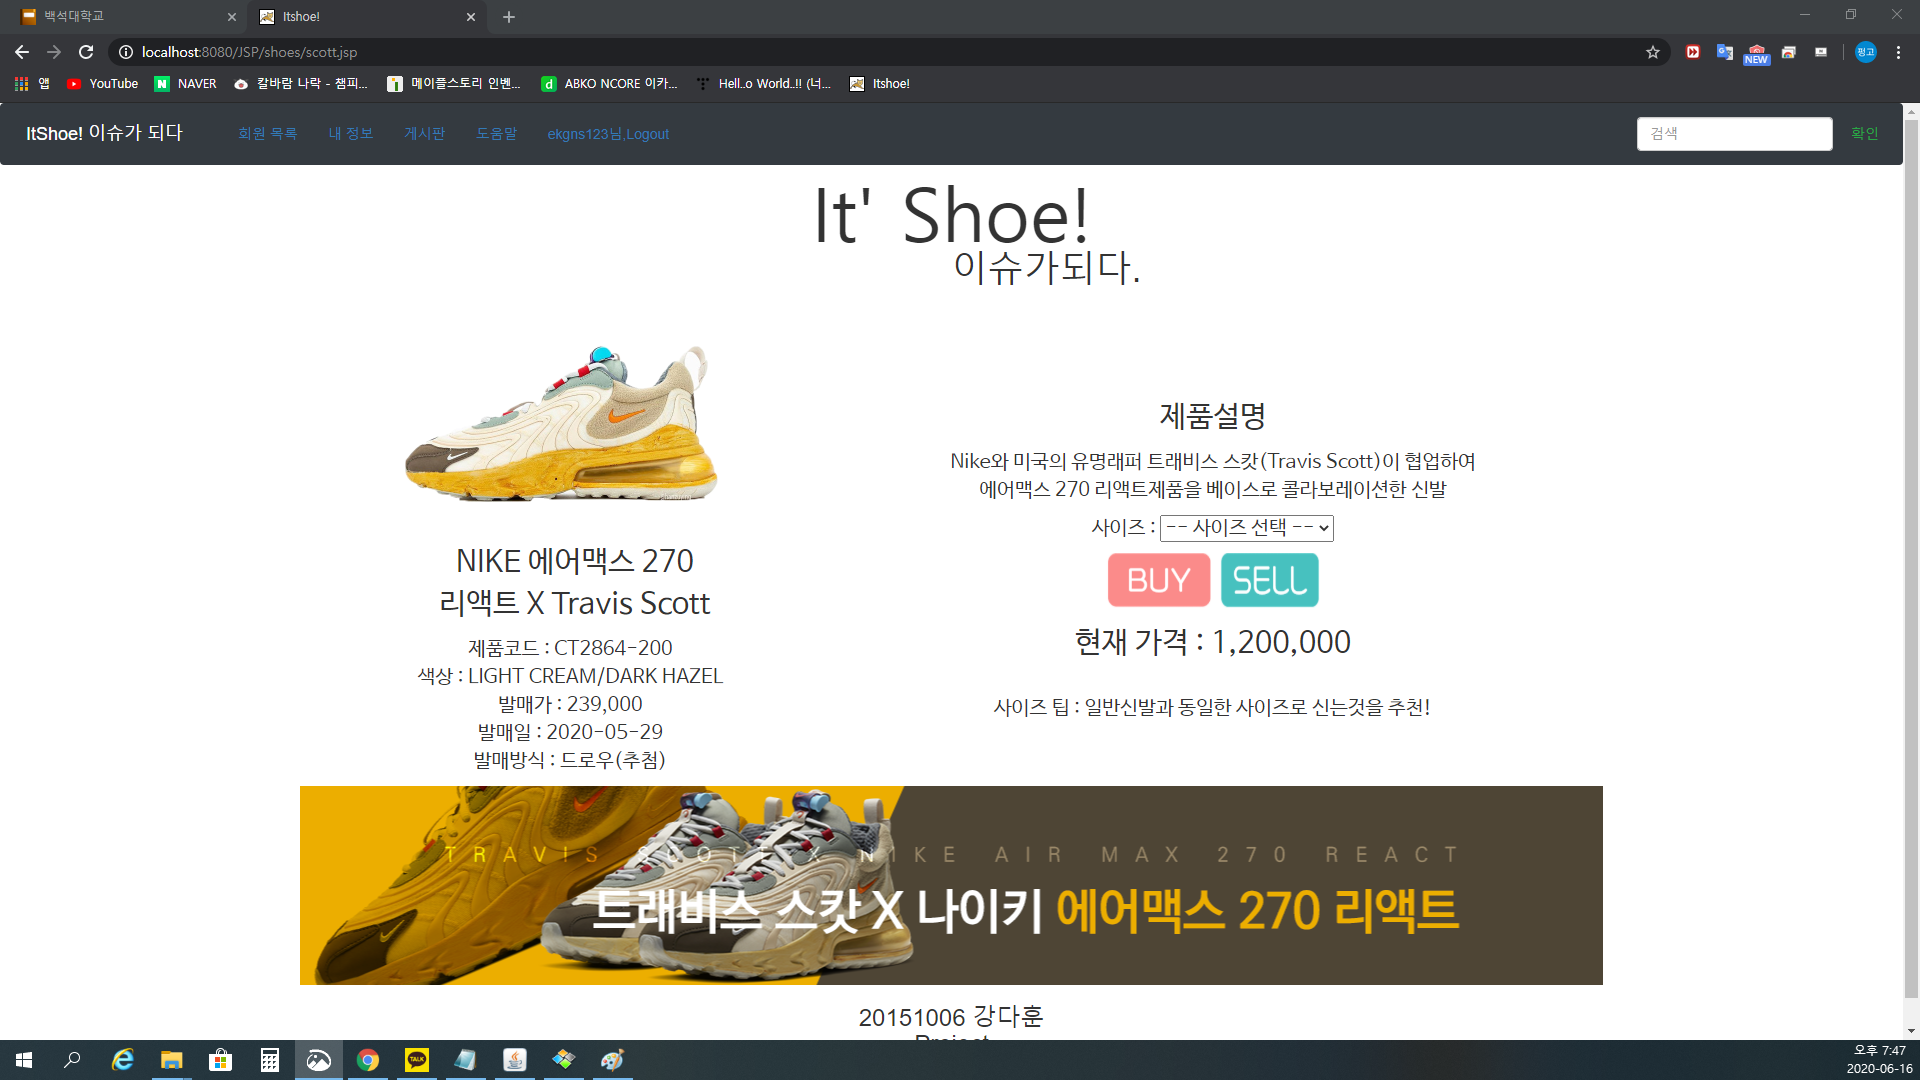 백석대학교
Itshoe!
localhost:8080/JSP/shoes/scott.jsp
NEW
펑고
앱
YouTube
NAVER
칼바람 나락 - 챔피...
메이플스토리 인벤...
ABKO NCORE 이카...
Hell..o World..!! (너...
Itshoe!
ItShoe! 이슈가 되다
회원 목록
내 정보
게시판
도움말
ekgns123님,Logout
검색
확인
It' Shoe!
이슈가되다.
NIKE 에어맥스 270
리액트 X Travis Scott
제품코드 : CT2864-200
색상 : LIGHT CREAM/DARK HAZEL
발매가 : 239,000
발매일 : 2020-05-29
발매방식 : 드로우(추첨)
제품설명
Nike와 미국의 유명래퍼 트래비스 스캇(Travis Scott)이 협업하여
에어맥스 270 리액트제품을 베이스로 콜라보레이션한 신발
사이즈 : -- 사이즈 선택 --
BUY SELL
현재 가격 : 1,200,000
사이즈 팁 : 일반신발과 동일한 사이즈로 신는것을 추천!
TRAVIS SCOTT X NIKE AIR MAX 270 REACT
트래비스 스캇 X 나이키 에어맥스 270 리액트
20151006 강다훈
Project
TALK
오후 7:47
2020-06-16